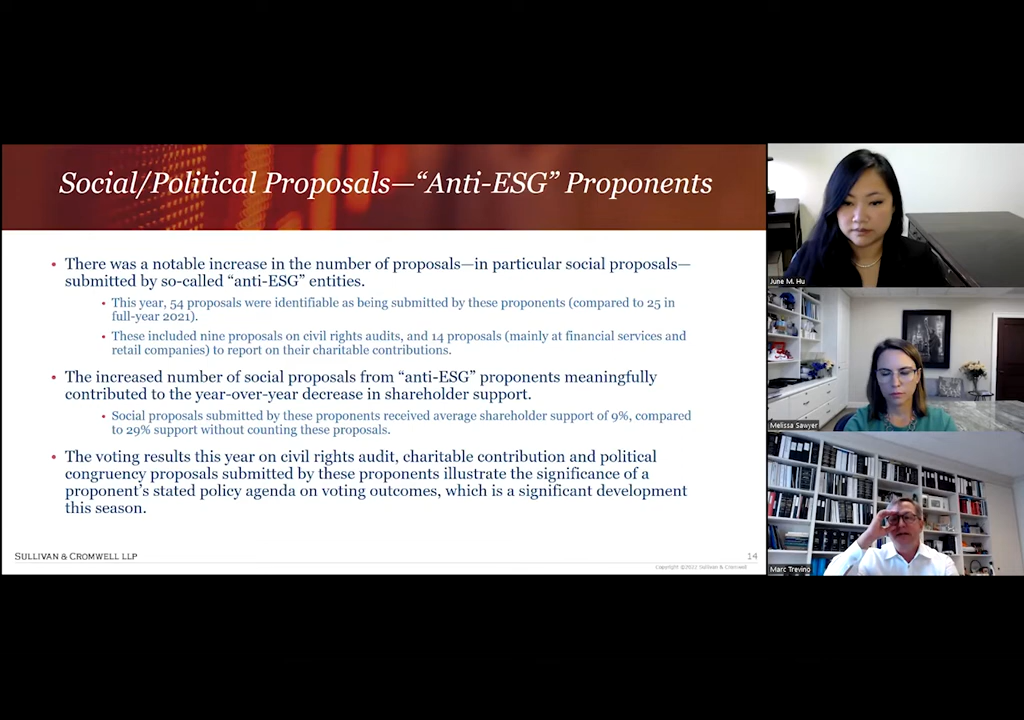 Social/Political Proposals—“Anti-ESG” Proponents
• There was a notable increase in the number of proposals—in particular social proposals—
submitted by so-called “anti-ESG” entities.
• This year, 54 proposals were identifiable as being submitted by these proponents (compared to 25 in
full-year 2021).
• These included nine proposals on civil rights audits, and 14 proposals (mainly at financial services and
retail companies) to report on their charitable contributions.
• The increased number of social proposals from “anti-ESG” proponents meaningfully
contributed to the year-over-year decrease in shareholder support.
• Social proposals submitted by these proponents received average shareholder support of 9%, compared
to 29% support without counting these proposals.
• The voting results this year on civil rights audit, charitable contribution and political
congruency proposals submitted by these proponents illustrate the significance of a
proponent’s stated policy agenda on voting outcomes, which is a significant development
this season.
SULLIVAN & CROMWELL LLP
14
Copyright ©2022 Sullivan & Cromwell
June M. Hu
Melissa Sawyer
Marc Trevino